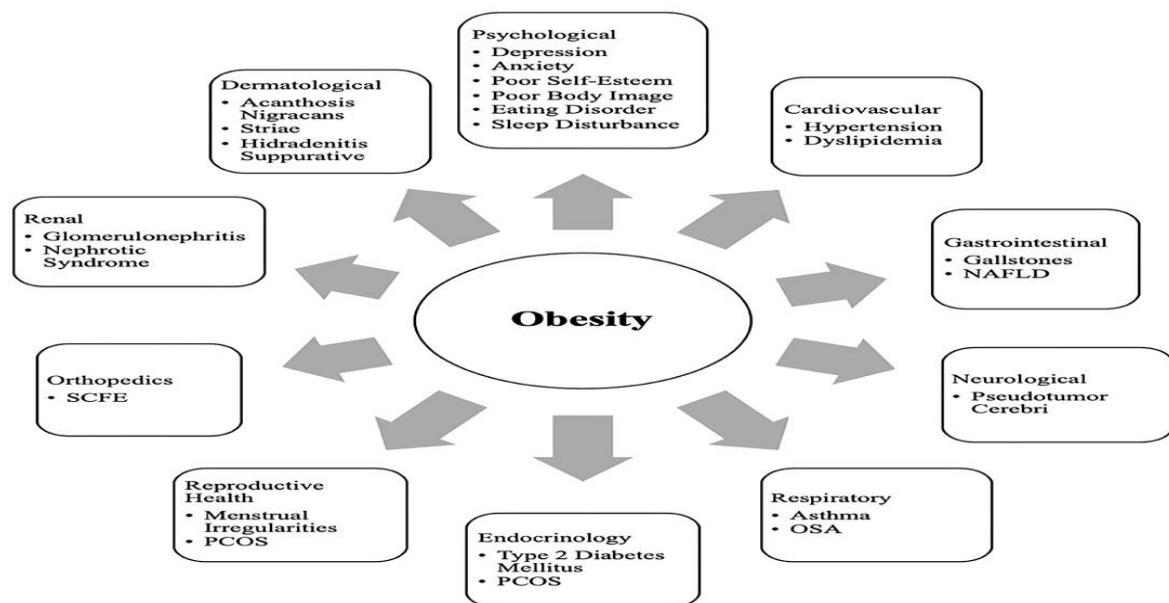 Psychological
• Depression
• Anxiety
• Poor Self-Esteem
• Poor Body Image
• Eating Disorder
• Sleep Disturbance
Dermatological
• Acanthosis
Nigracans
• Striae
• Hidradenitis
Suppurative
Cardiovascular
• Hypertension
• Dyslipidemia
Renal
• Glomerulonephritis
• Nephrotic
Syndrome
Gastrointestinal
• Gallstones
• NAFLD
Obesity
Orthopedics
• SCFE
Neurological
• Pseudotumor
Cerebri
Reproductive
Health
• Menstrual
Irregularities
• PCOS
Endocrinology
• Type 2 Diabetes
Mellitus
• PCOS
Respiratory
• Asthma
• OSA